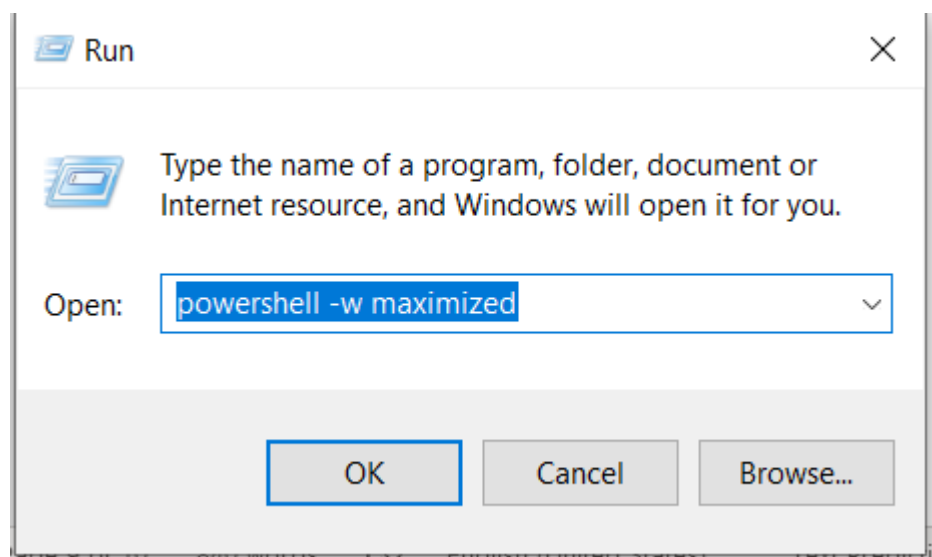 Run
Type the name of a program, folder, document or
Internet resource, and Windows will open it for you.
Open: powershell -w maximized
OK Cancel Browse...